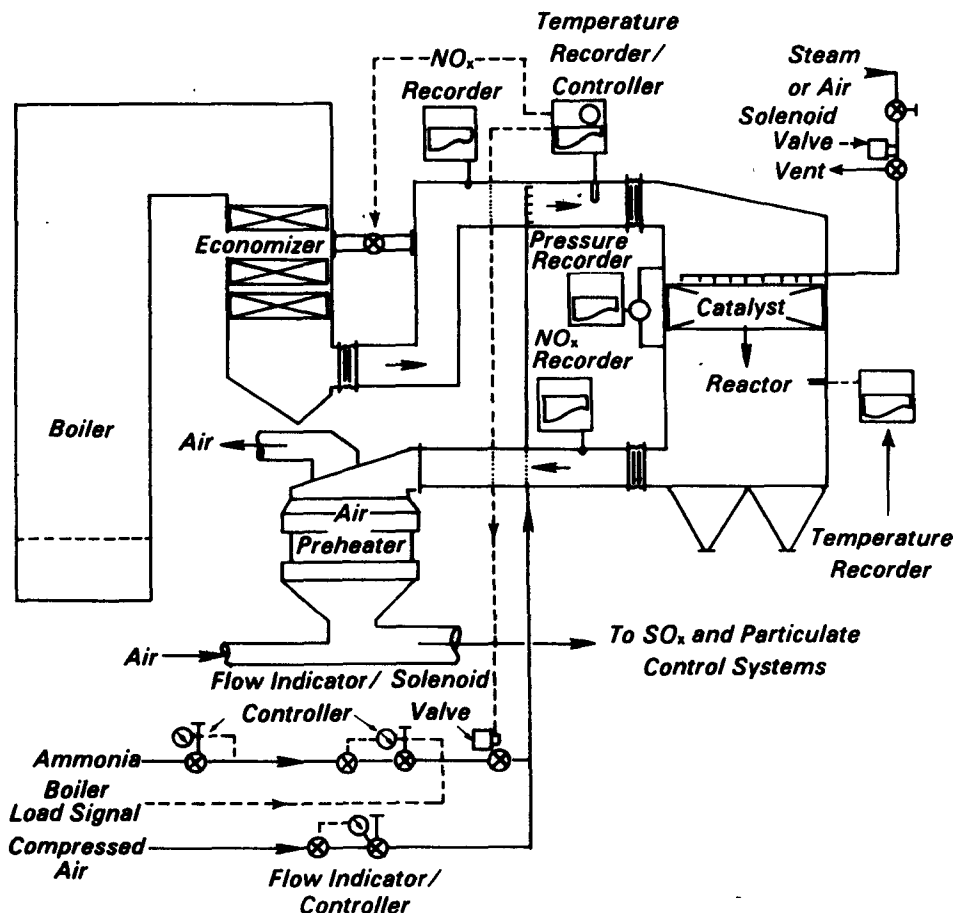 Temperature
Recorder/
Controller
NOx
Recorder
Steam
or Air
Solenoid
Valve
Vent
Economizer
Pressure
Recorder
Catalyst
NOx
Recorder
Reactor
Boiler
Air
Air
Preheater
Temperature
Recorder
Air
To SOx and Particulate
Control Systems
Flow Indicator/
Controller
Solenoid
Valve
Ammonia
Boiler
Load Signal
Compressed
Air
Flow Indicator/
Controller